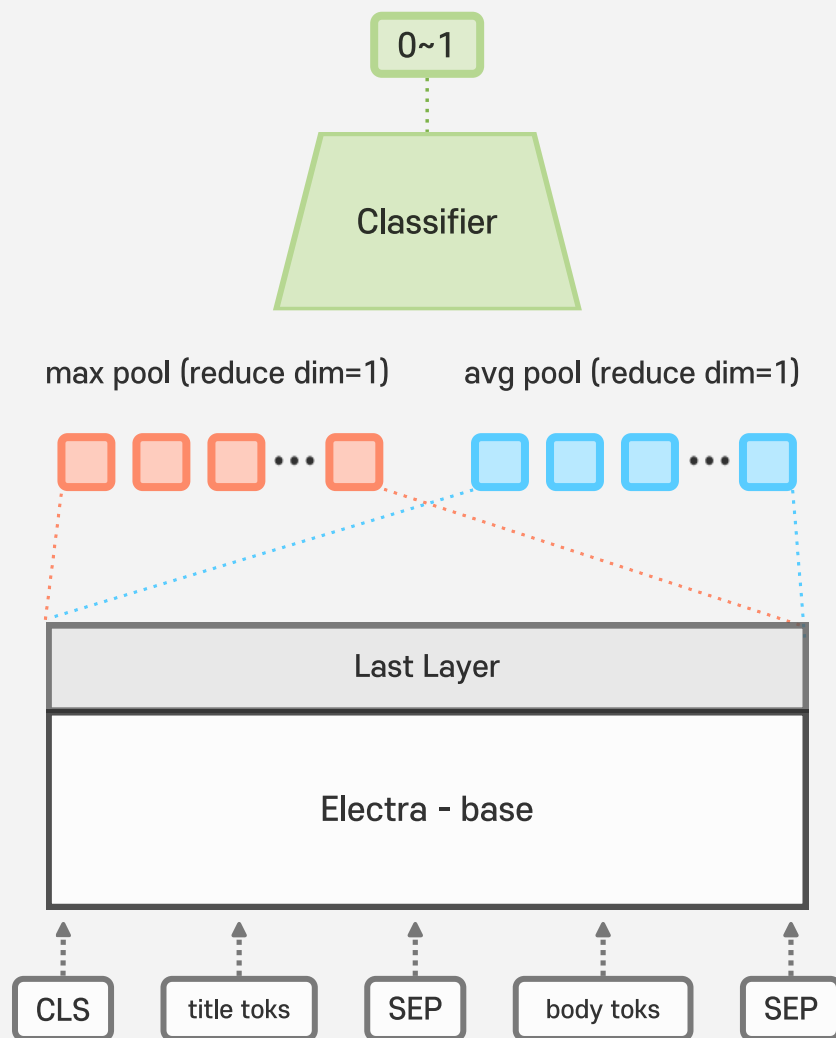 0~1
Classifier
max pool (reduce dim=1)
avg pool (reduce dim=1)
Last Layer
Electra - base
CLS
title toks
SEP
body toks
SEP